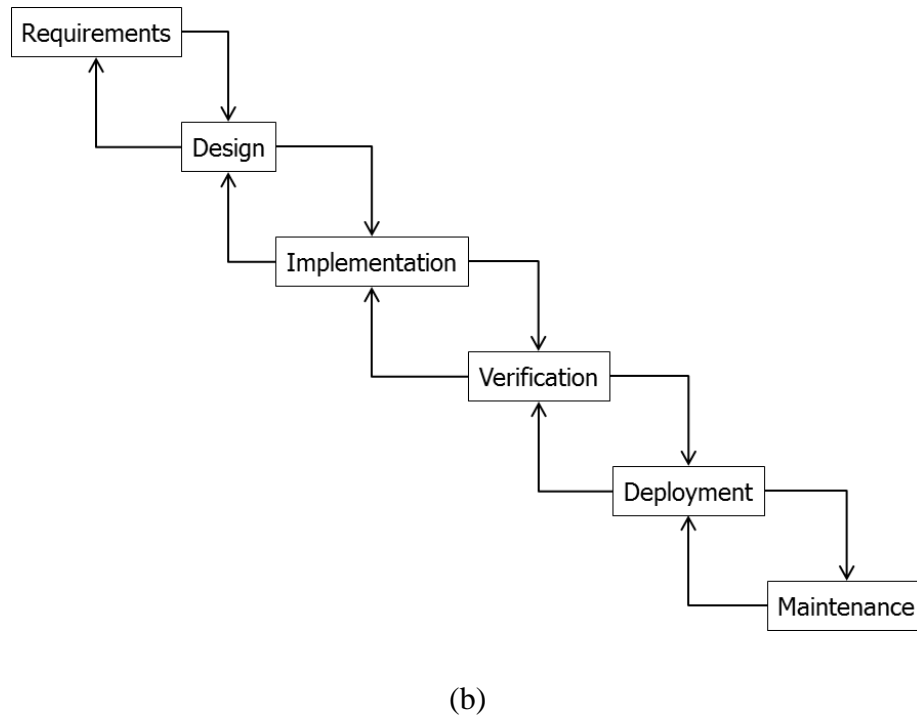 Requirements
Design
Implementation
Verification
Deployment
Maintenance
(b)